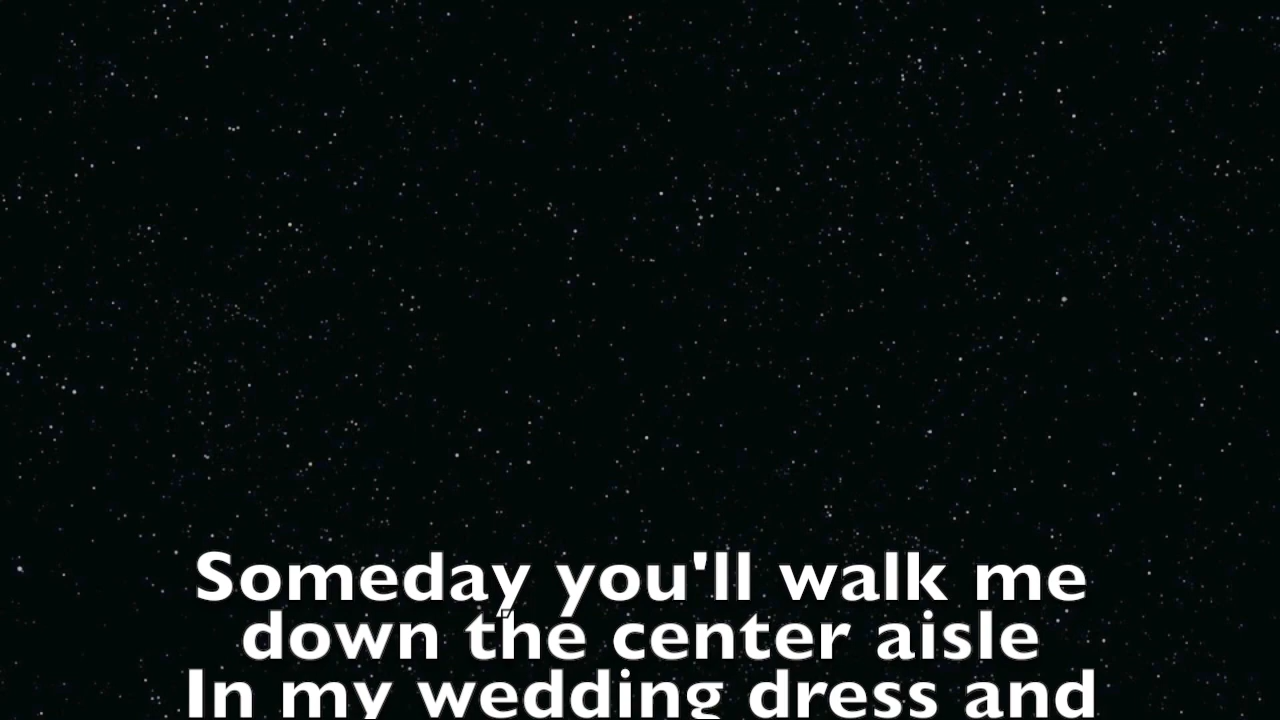 Someday you'll walk me
down the center aisle
In my wedding dress and